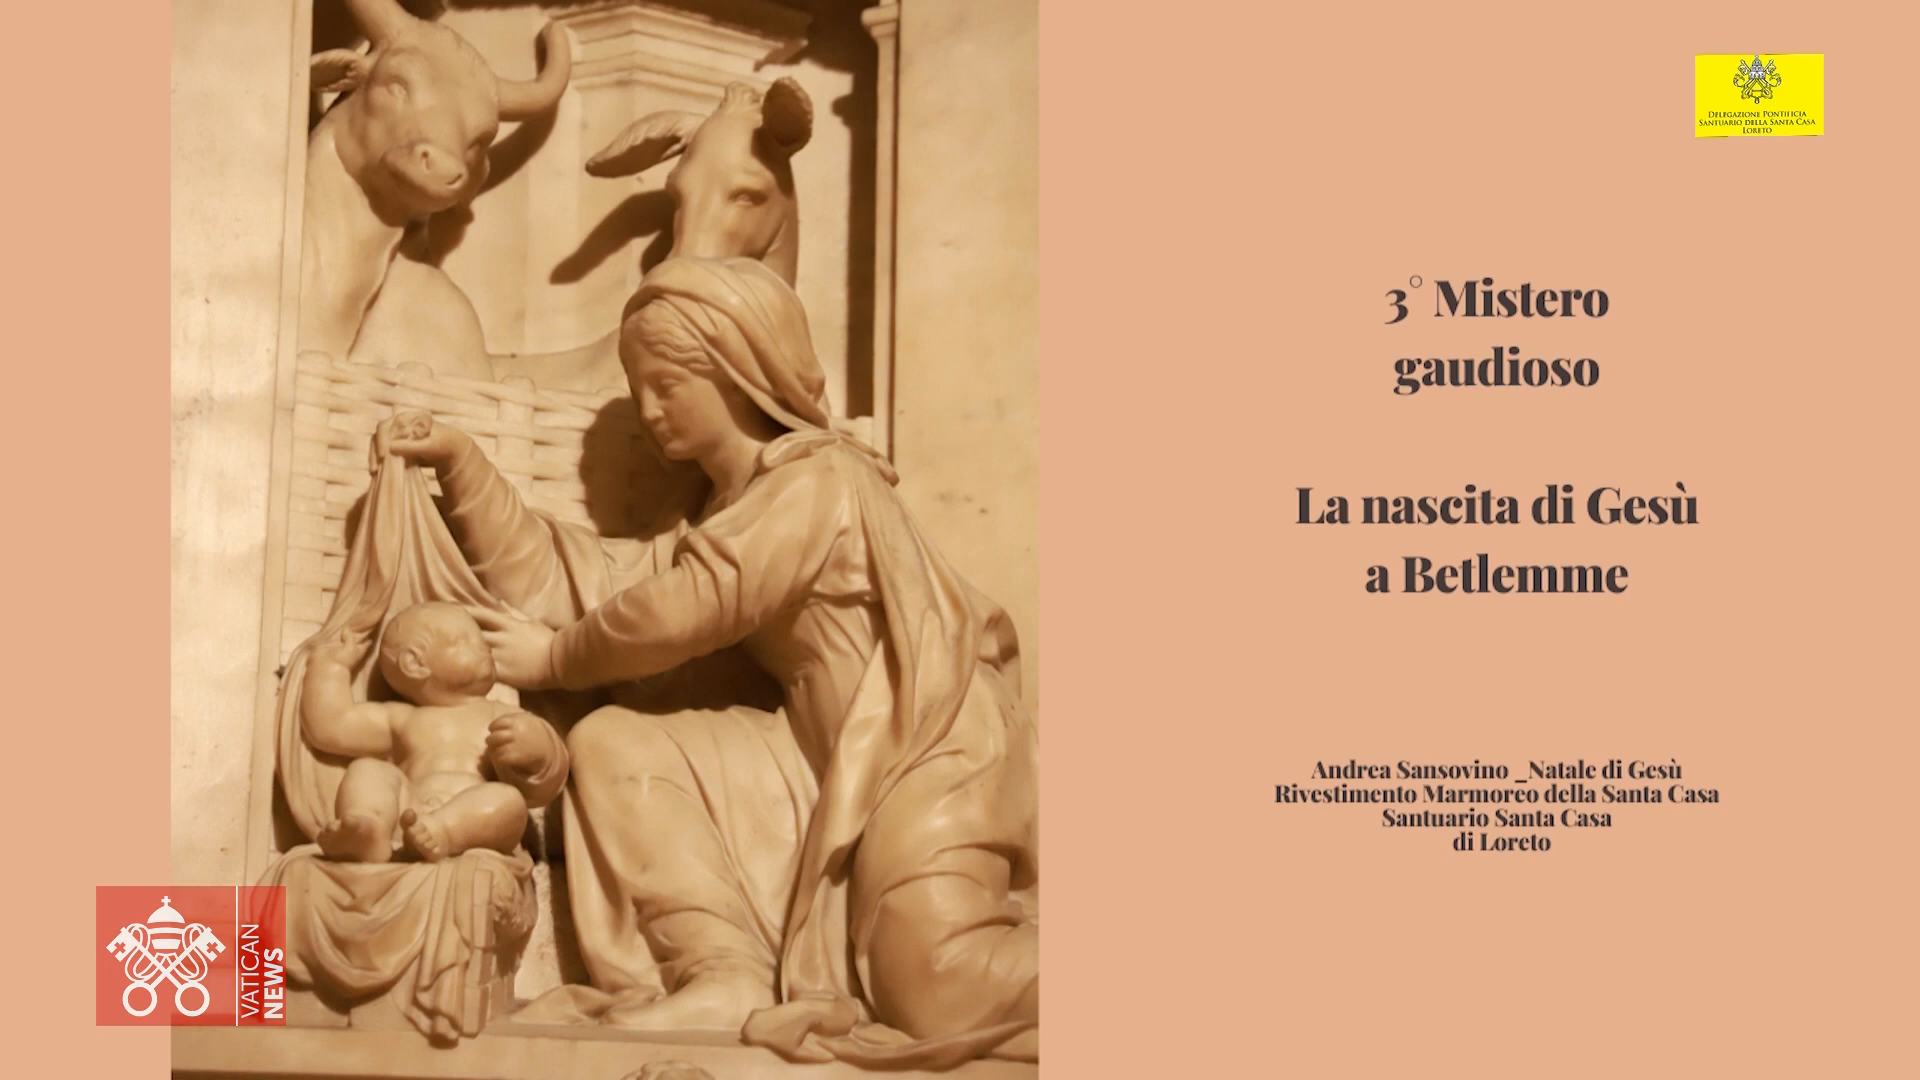 DELEGAZIONE PONTIFICIA
SANTUARIO DELLA SANTA CASA
LORETO
3° Mistero
gaudioso
La nascita di Gesù
a Betlemme
Andrea Sansovino _Natale di Gesù
Rivestimento Marmoreo della Santa Casa
Santuario Santa Casa
di Loreto
VATICAN
NEWS